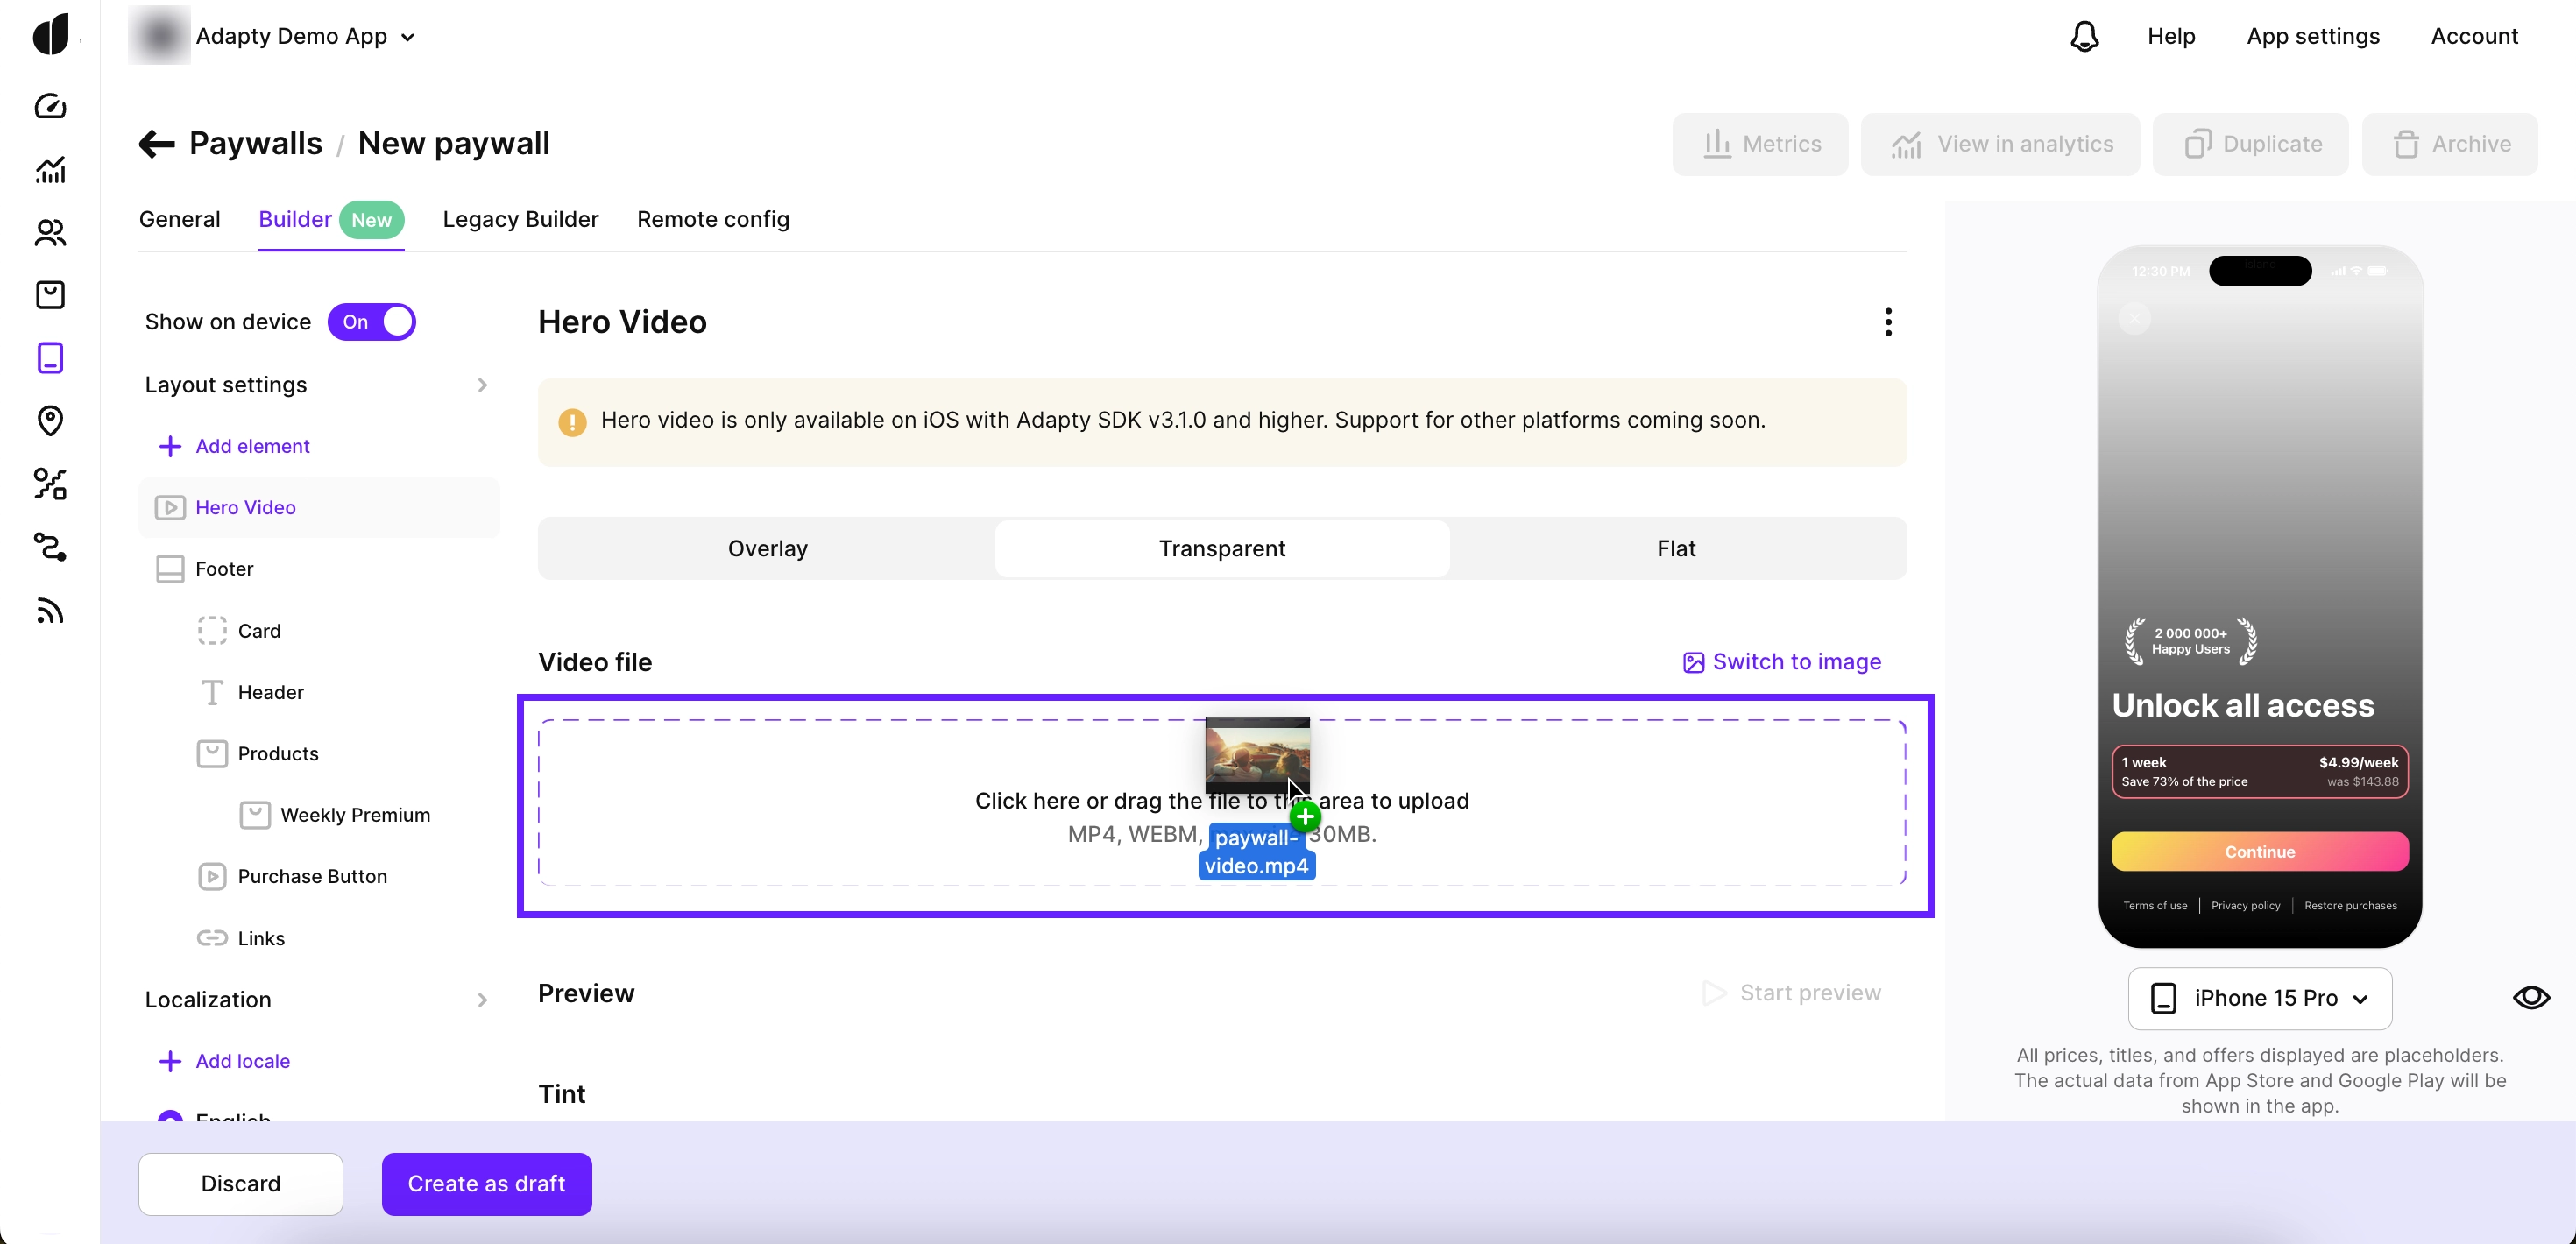 Adapty Demo App
Help
App settings
Account
Paywalls / New paywall
Metrics
View in analytics
Duplicate
Archive
General
Builder New
Legacy Builder
Remote config
Show on device On
Layout settings
Add element
Hero Video
Footer
Card
Header
Products
Weekly Premium
Purchase Button
Links
Localization
Add locale
English
Discard
Create as draft
Hero Video
Hero video is only available on iOS with Adapty SDK v3.1.0 and higher. Support for other platforms coming soon.
Overlay
Transparent
Flat
Video file
Switch to image
Click here or drag the file to this area to upload
MP4, WEBM, 30MB.
paywall-
video.mp4
Preview
Start preview
Tint
12:30 PM
2 000 000+
Happy Users
Unlock all access
1 week
$4.99/week
Save 73% of the price
was $143.88
Continue
Terms of use
Privacy policy
Restore purchases
iPhone 15 Pro
All prices, titles, and offers displayed are placeholders.
The actual data from App Store and Google Play will be
shown in the app.